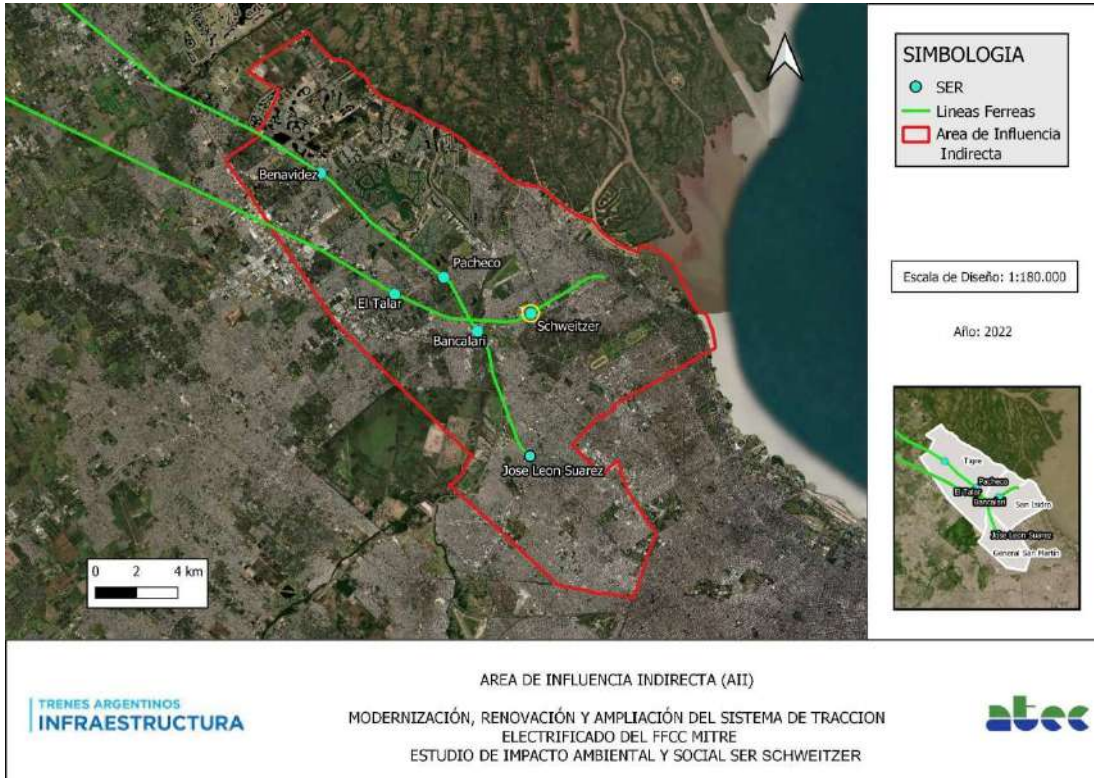 Benavidez
Pacheco
El Talar
Schweitzer
Bancalari
Jose Leon Suarez
0 2 4 km
SIMBOLOGIA
SER
Lineas Ferreas
Area de Influencia
Indirecta
Escala de Diseño: 1:180.000
Año: 2022
Tigre
Pacheco
El Talar
Bancalari
San Isidro
Jose Leon Suarez
General San Martín
TRENES ARGENTINOS
INFRAESTRUCTURA
AREA DE INFLUENCIA INDIRECTA (AII)
MODERNIZACIÓN, RENOVACIÓN Y AMPLIACIÓN DEL SISTEMA DE TRACCION
ELECTRIFICADO DEL FFCC MITRE
ESTUDIO DE IMPACTO AMBIENTAL Y SOCIAL SER SCHWEITZER
atec